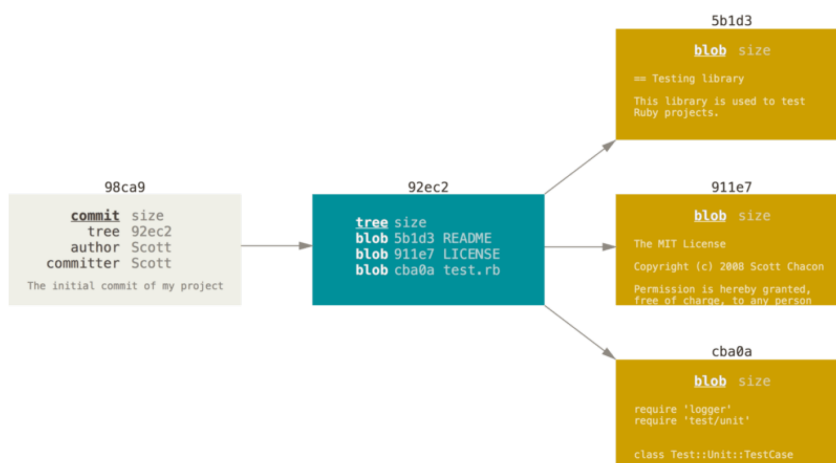 98ca9
commit size
tree 92ec2
author Scott
committer Scott
The initial commit of my project
92ec2
tree size
blob 5b1d3 README
blob 911e7 LICENSE
blob cba0a test.rb
5b1d3
blob size
== Testing library
This library is used to test
Ruby projects.
911e7
blob size
The MIT License
Copyright (c) 2008 Scott Chacon
Permission is hereby granted,
free of charge, to any person
cba0a
blob size
require 'logger'
require 'test/unit'
class Test::Unit::TestCase